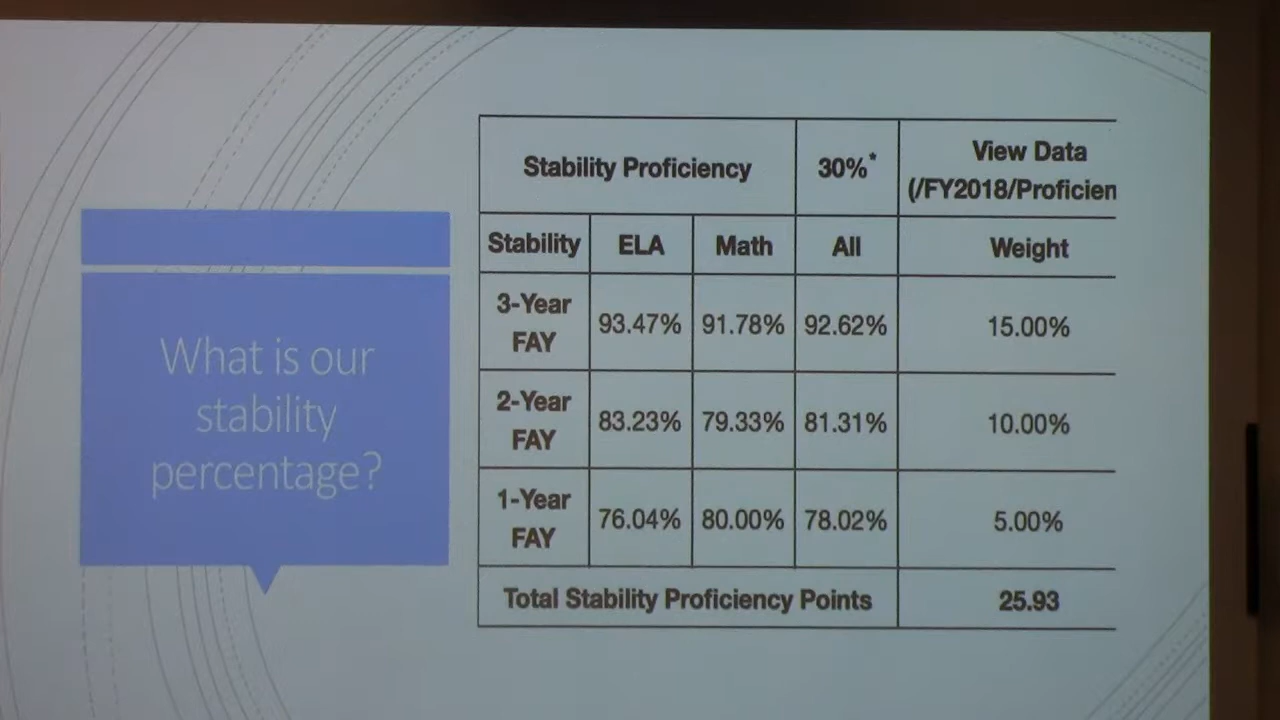 What is our
stability
percentage?
Stability Proficiency 30%* View Data
(/FY2018/Proficien
Stability ELA Math All Weight
3-Year
FAY 93.47% 91.78% 92.62% 15.00%
2-Year
FAY 83.23% 79.33% 81.31% 10.00%
1-Year
FAY 76.04% 80.00% 78.02% 5.00%
Total Stability Proficiency Points 25.93